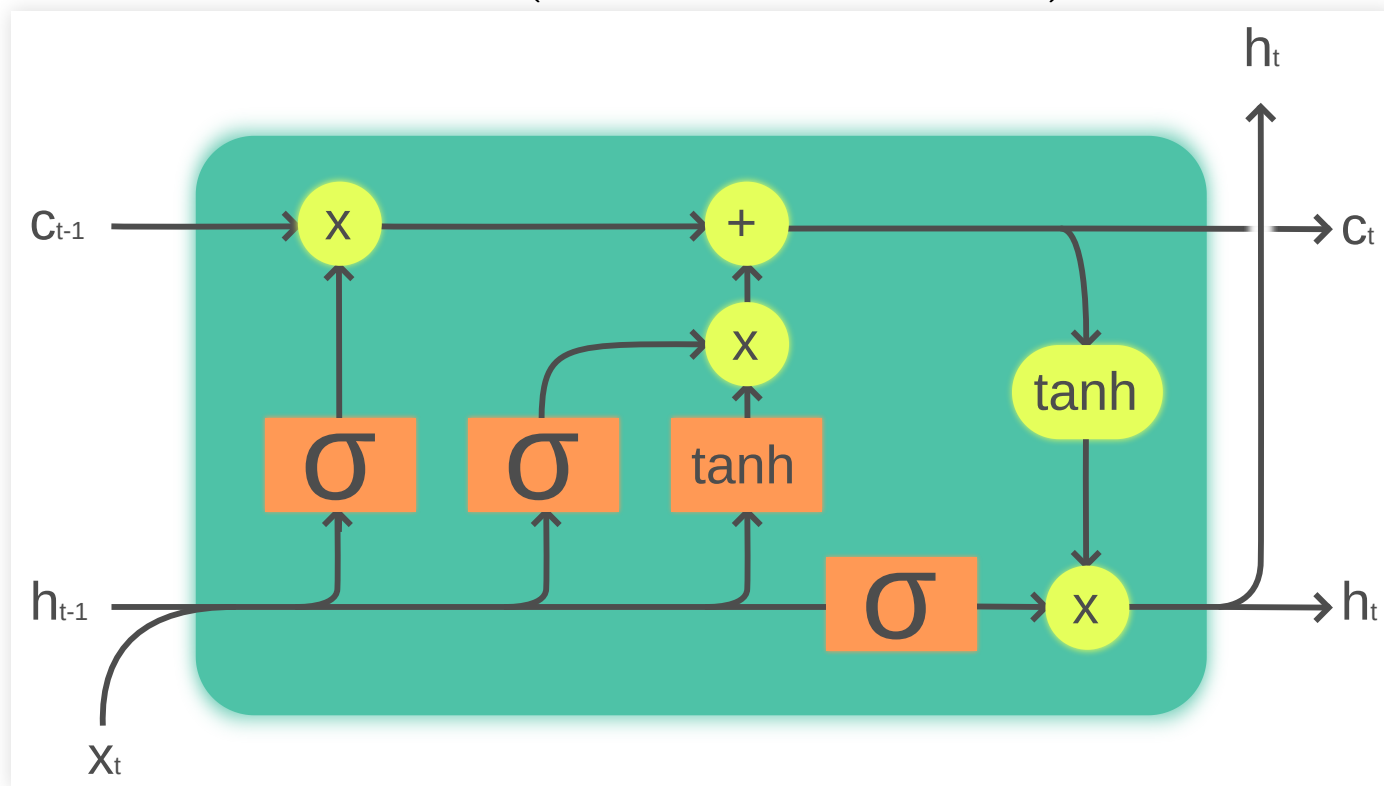 hₜ
cₜ₋₁
x
+
cₜ
x
tanh
σ
σ
tanh
hₜ₋₁
σ
x
hₜ
xₜ